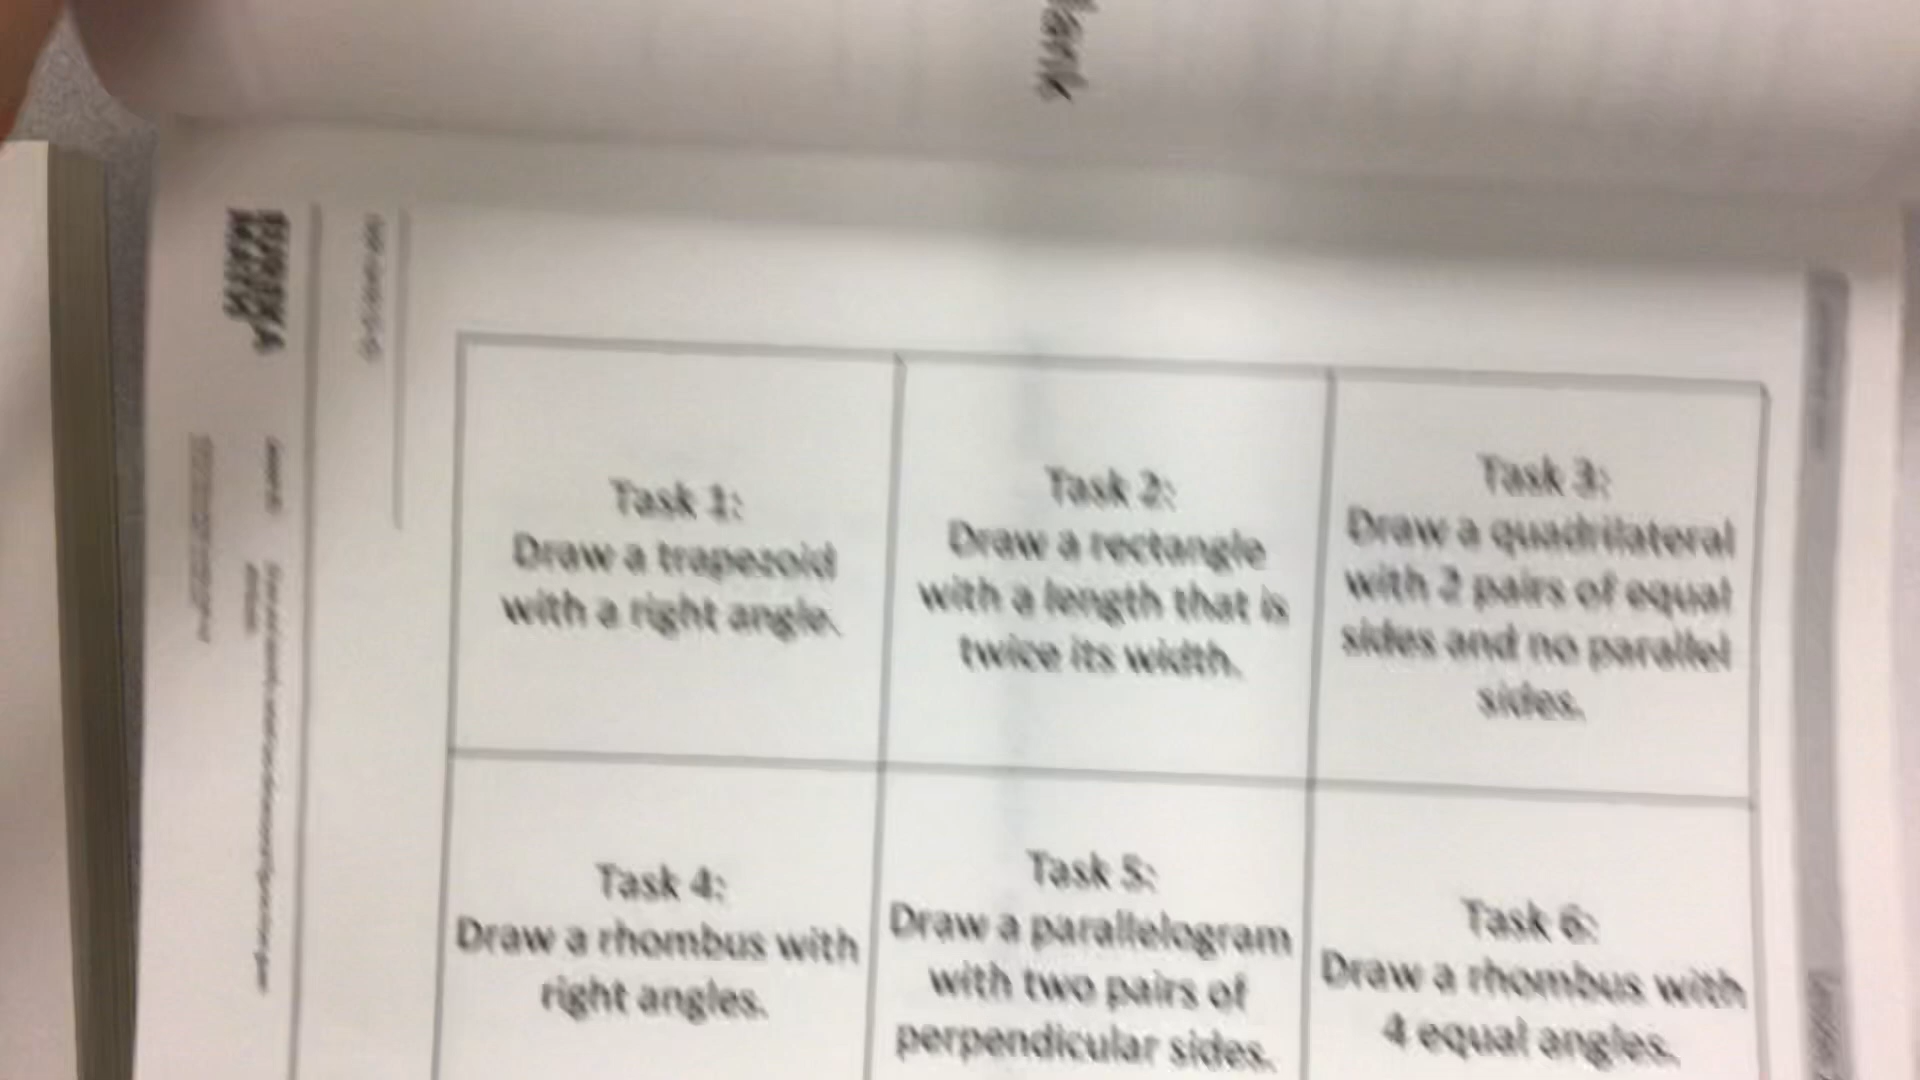 Task 1:
Draw a trapezoid
with a right angle.
Task 2:
Draw a rectangle
with a length that is
twice its width.
Task 3:
Draw a quadrilateral
with 2 pairs of equal
sides and no parallel
sides.
Task 4:
Draw a rhombus with
right angles.
Task 5:
Draw a parallelogram
with two pairs of
perpendicular sides.
Task 6:
Draw a rhombus with
4 equal angles.
EUREKA
MATH